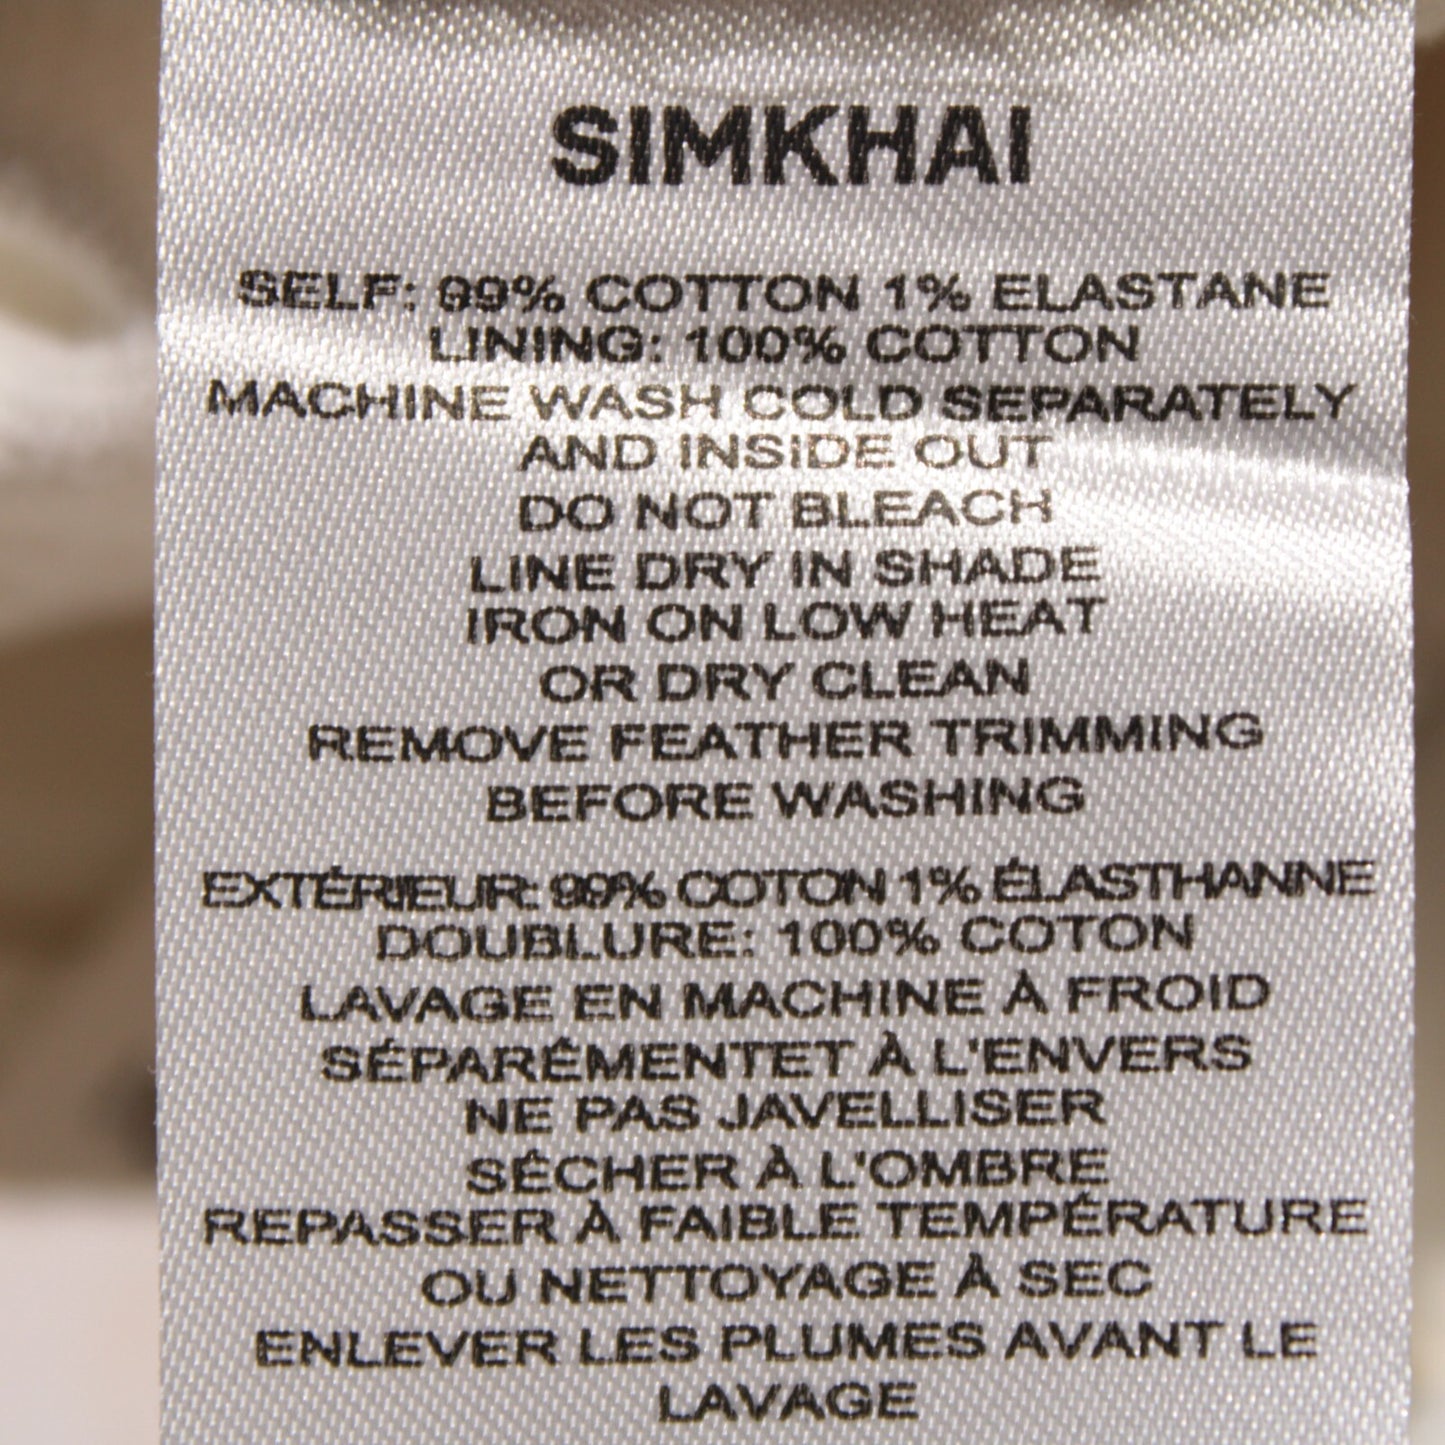 SIMKHAI
SELF: 99% COTTON 1% ELASTANE
LINING: 100% COTTON
MACHINE WASH COLD SEPARATELY
AND INSIDE OUT
DO NOT BLEACH
LINE DRY IN SHADE
IRON ON LOW HEAT
OR DRY CLEAN
REMOVE FEATHER TRIMMING
BEFORE WASHING
EXTÉRIEUR: 99% COTON 1% ÉLASTHANNE
DOUBLURE: 100% COTON
LAVAGE EN MACHINE À FROID
SÉPARÉMENTET À L'ENVERS
NE PAS JAVELLISER
SÉCHER À L'OMBRE
REPASSER À FAIBLE TEMPÉRATURE
OU NETTOYAGE À SEC
ENLEVER LES PLUMES AVANT LE
LAVAGE